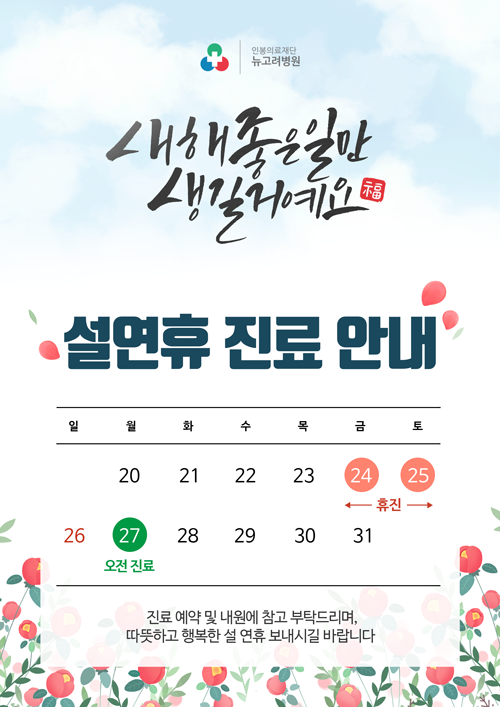 인봉의료재단
뉴고려병원
새해좋은일만
생길거예요 福
설연휴 진료 안내
일 월 화 수 목 금 토
20 21 22 23 24 25
휴진
26 27 28 29 30 31
오전 진료
진료 예약 및 내원에 참고 부탁드리며,
따뜻하고 행복한 설 연휴 보내시길 바랍니다